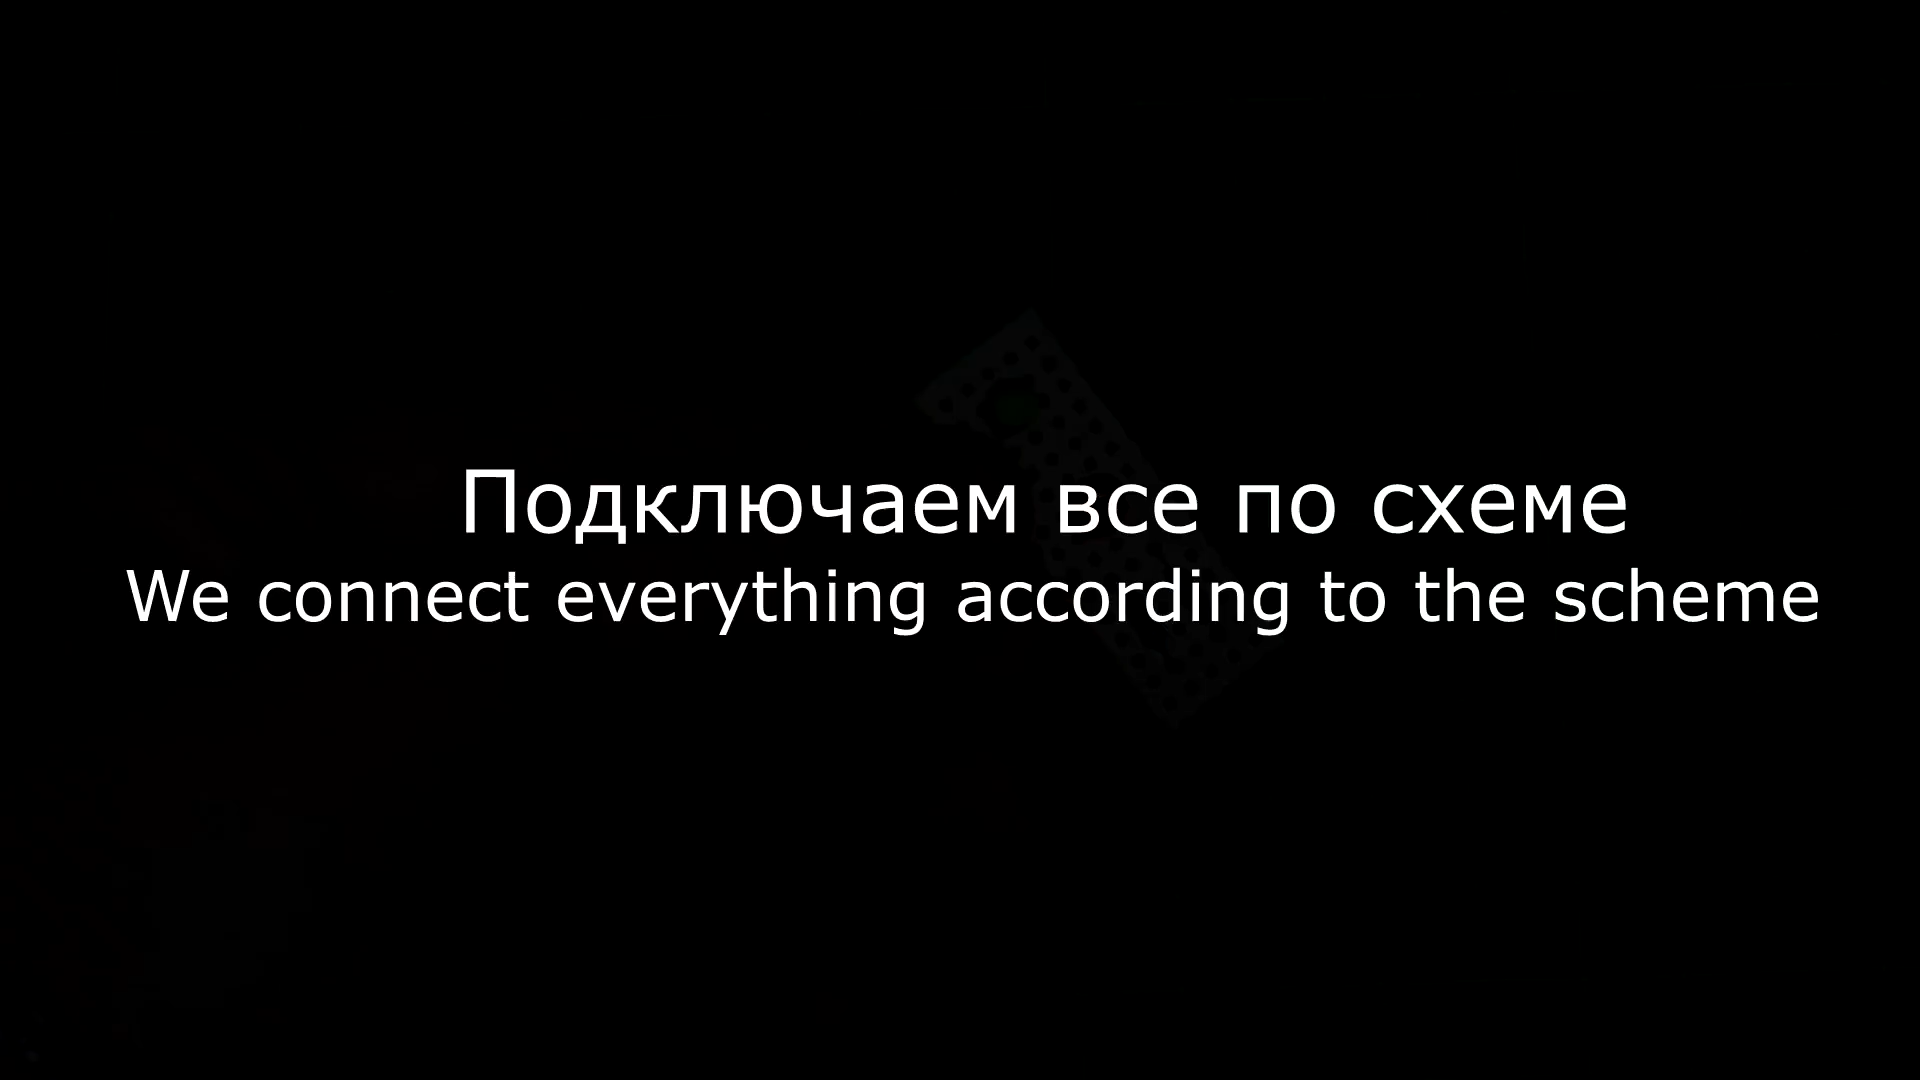 Подключаем все по схеме
We connect everything according to the scheme